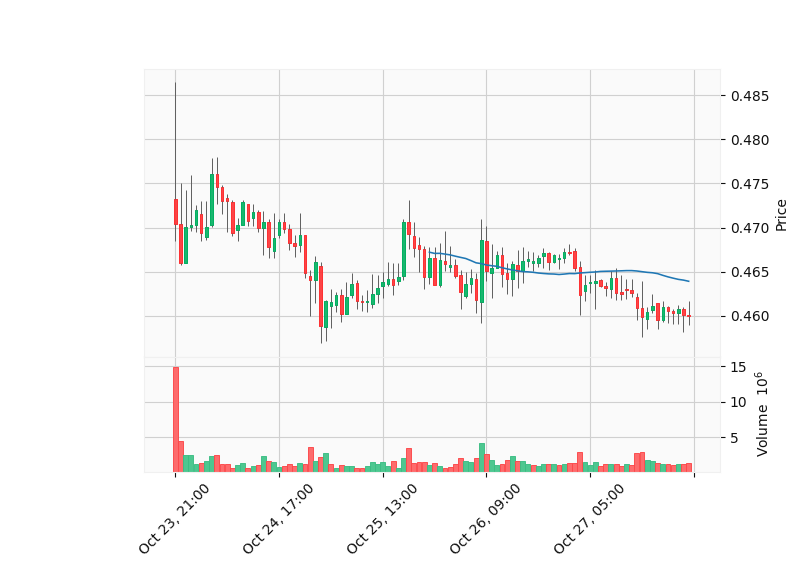 0.485
0.480
0.475
0.470
0.465
0.460
Price
15
10
5
Volume 10^6
Oct 23, 21:00
Oct 24, 17:00
Oct 25, 13:00
Oct 26, 09:00
Oct 27, 05:00